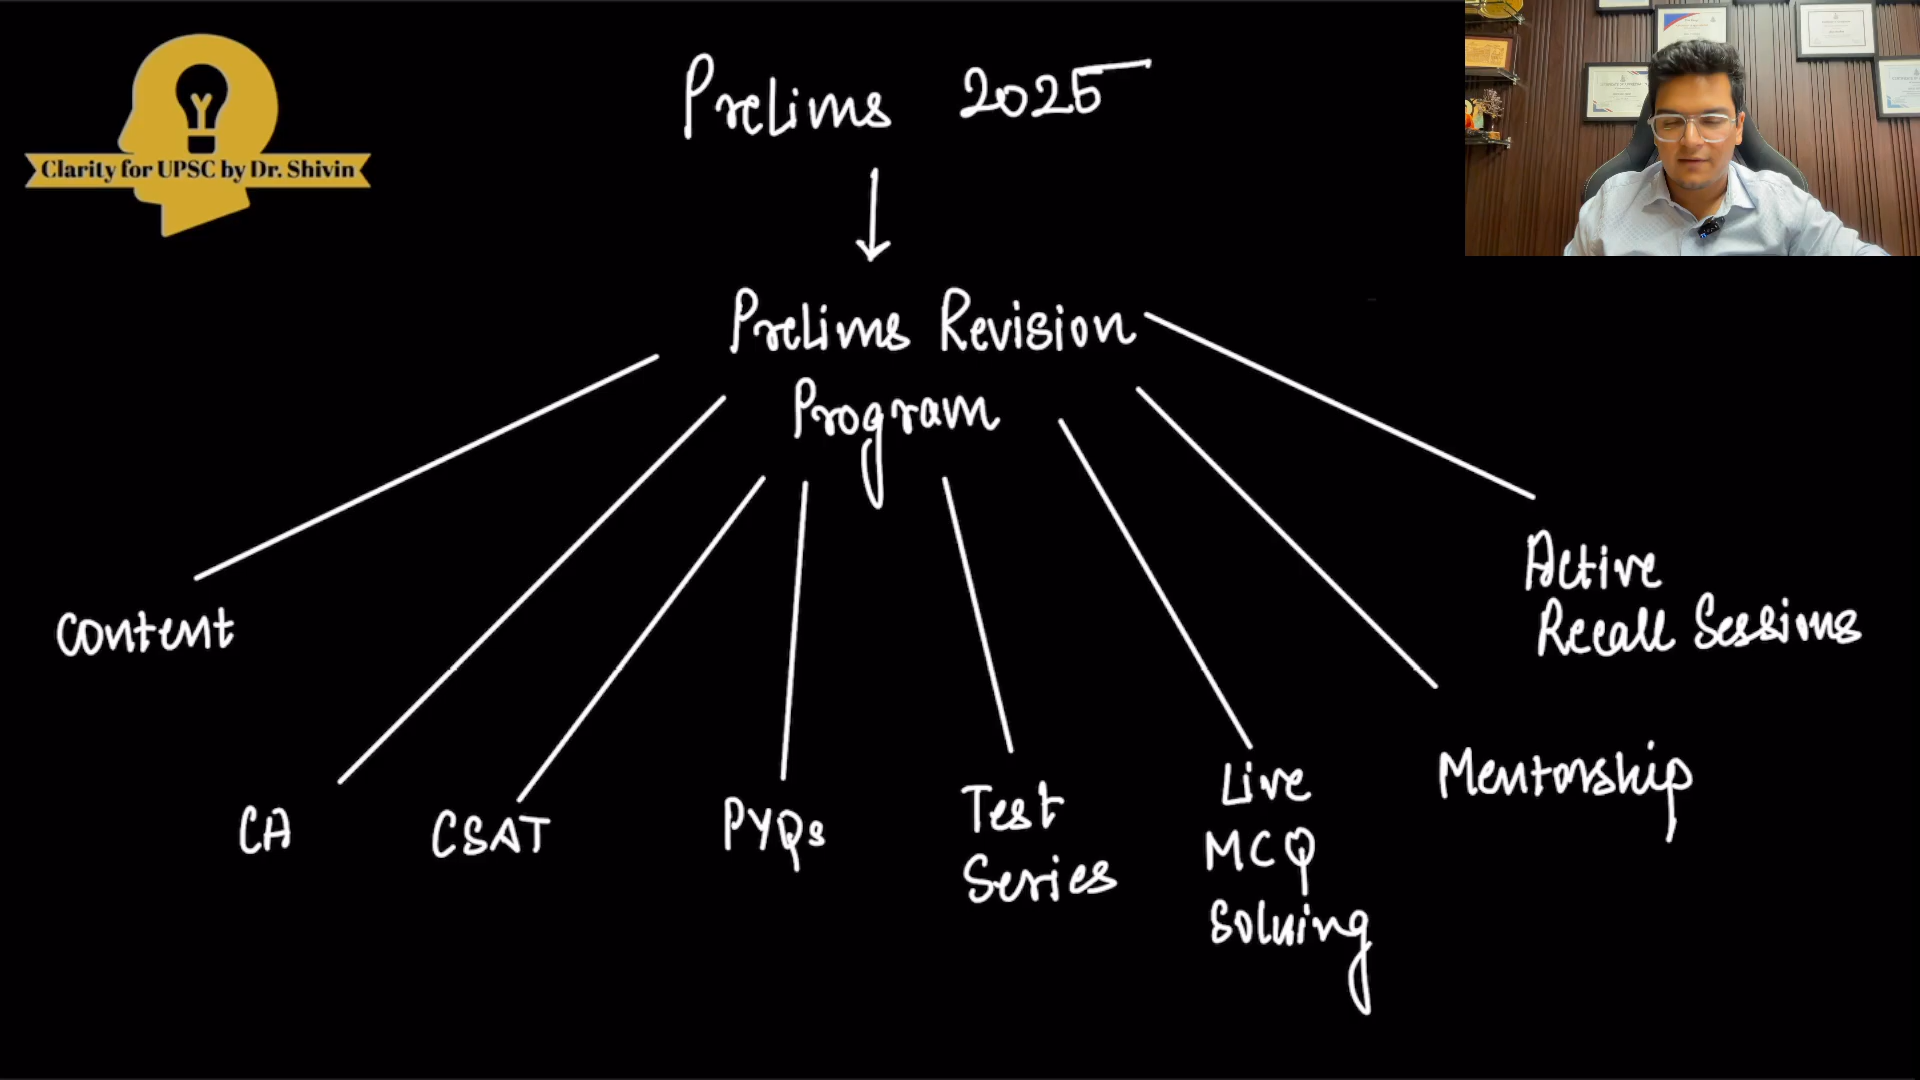 Clarity for UPSC by Dr. Shivin
Prelims 2025
Prelims Revision
Program
Content
CA
CSAT
PYQs
Test
Series
Live
MCQ
Solving
Mentorship
Active
Recall Sessions